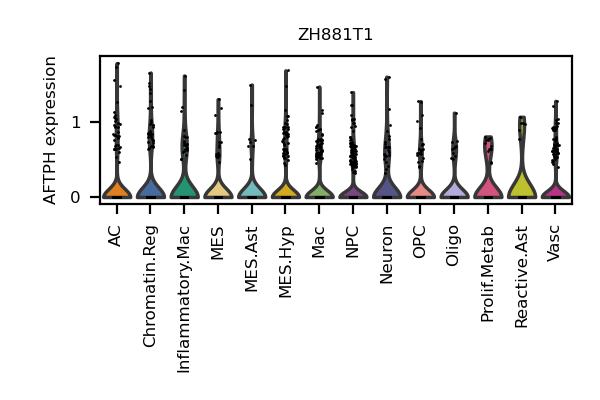 ZH881T1
AFTPH expression
1
0
AC
Chromatin.Reg
Inflammatory.Mac
MES
MES.Ast
MES.Hyp
Mac
NPC
Neuron
OPC
Oligo
Prolif.Metab
Reactive.Ast
Vasc